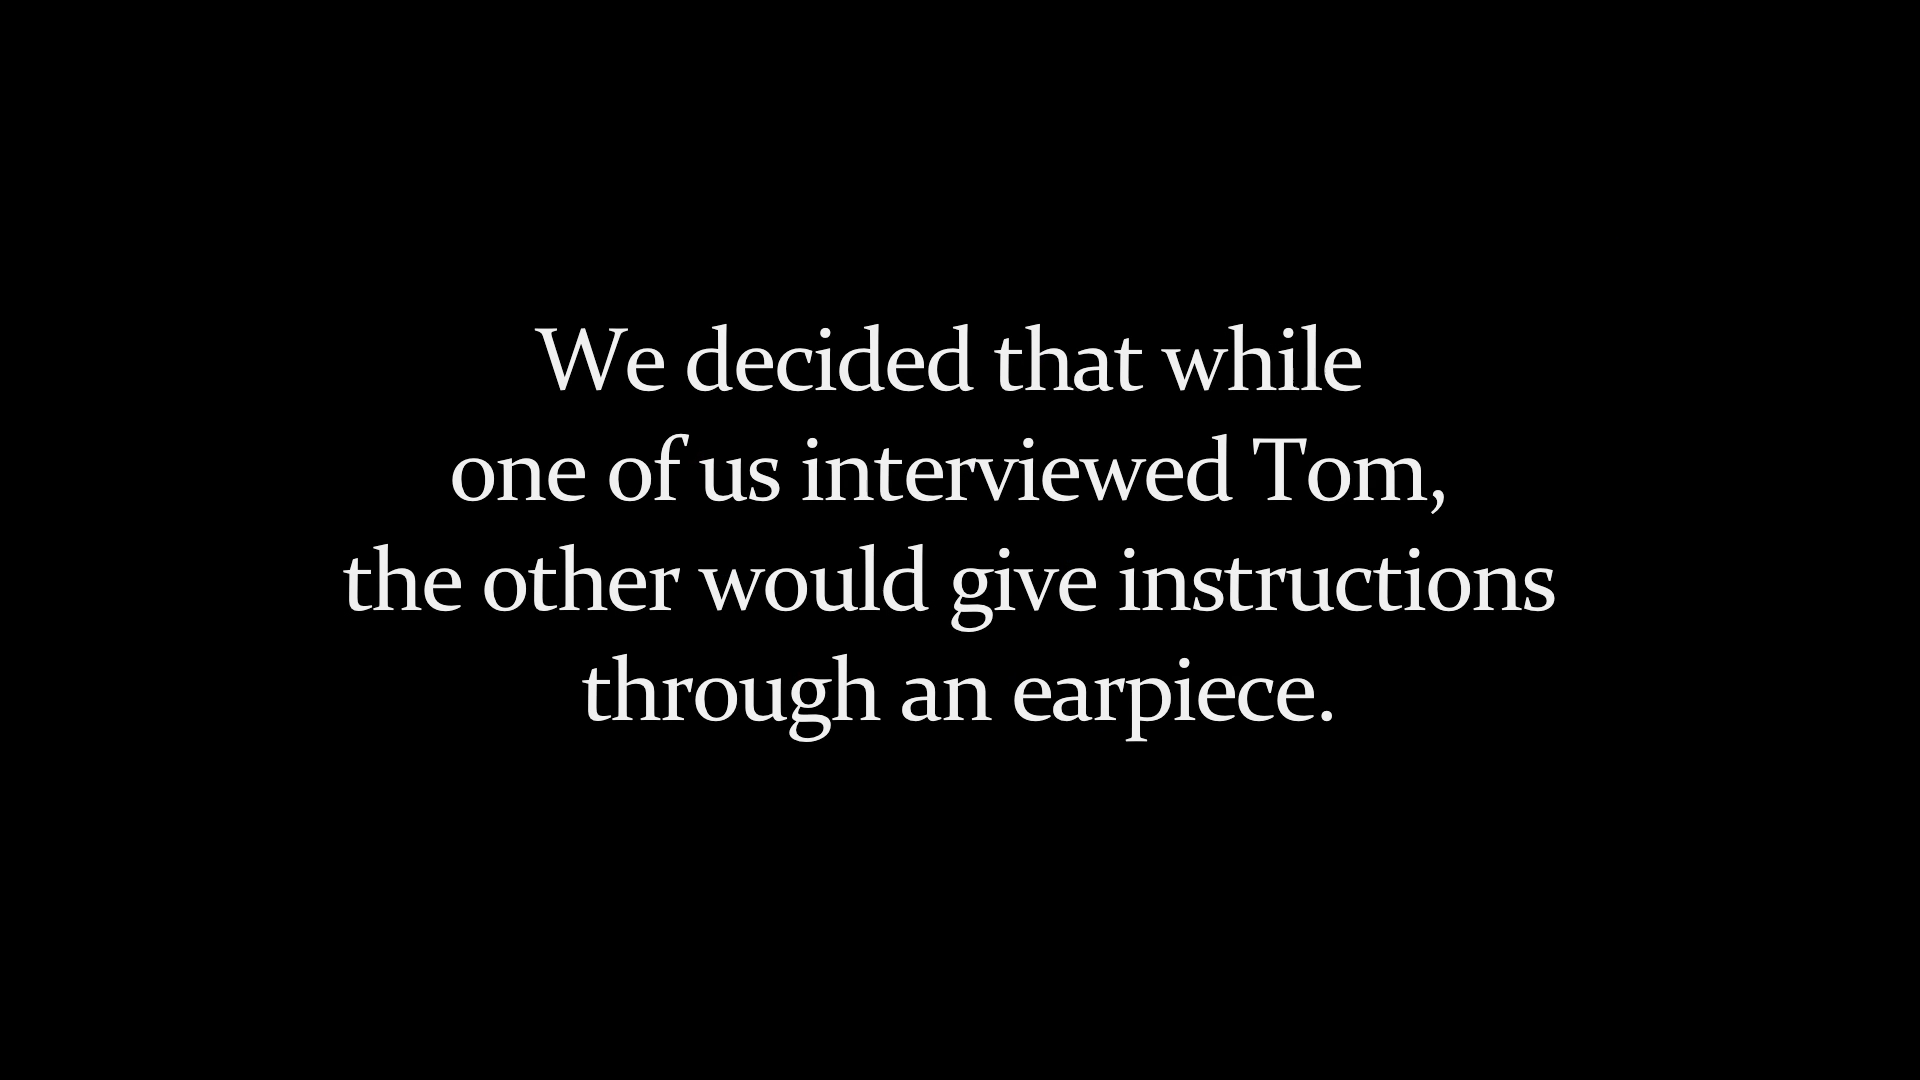 We decided that while
one of us interviewed Tom,
the other would give instructions
through an earpiece.